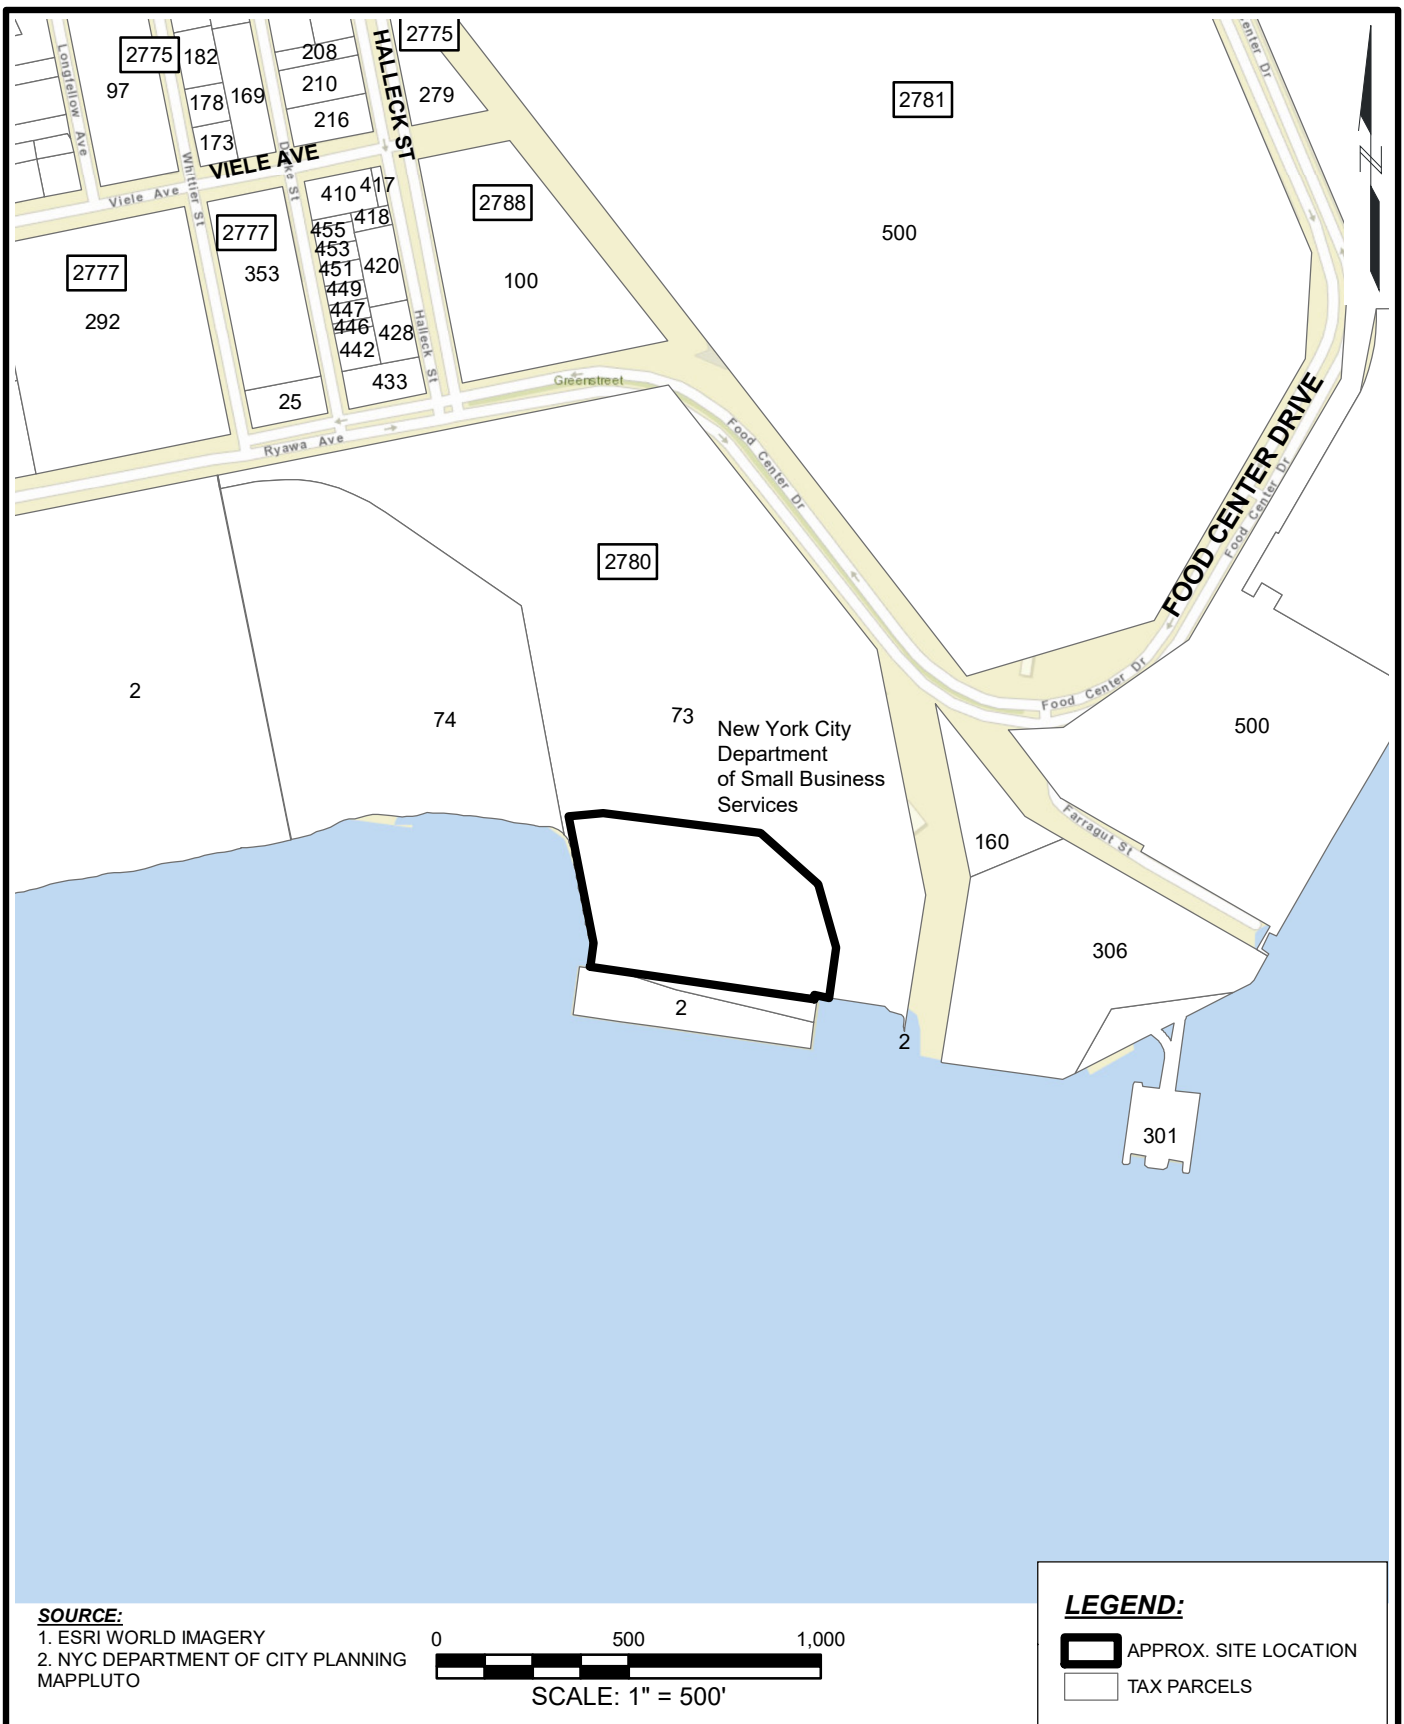 2775
182
97
178
169
173
208
210
216
HALLECK ST
2775
279
2781
Center Dr
Longfellow Ave
Whittier St
VIELE AVE
Viele Ave
410
417
418
455
453
451
420
449
447
446
428
442
433
2777
353
25
2777
292
2788
100
500
Halleck St
Greenstreet
Ryawa Ave
Food Center Dr
FOOD CENTER DRIVE
Food Center Dr
N
2780
2
74
73
New York City
Department
of Small Business
Services
Food Center Dr
500
160
Farragut St
306
2
2
301
SOURCE:
1. ESRI WORLD IMAGERY
2. NYC DEPARTMENT OF CITY PLANNING
MAPPLUTO
0 500 1,000
SCALE: 1" = 500'
LEGEND:
APPROX. SITE LOCATION
TAX PARCELS